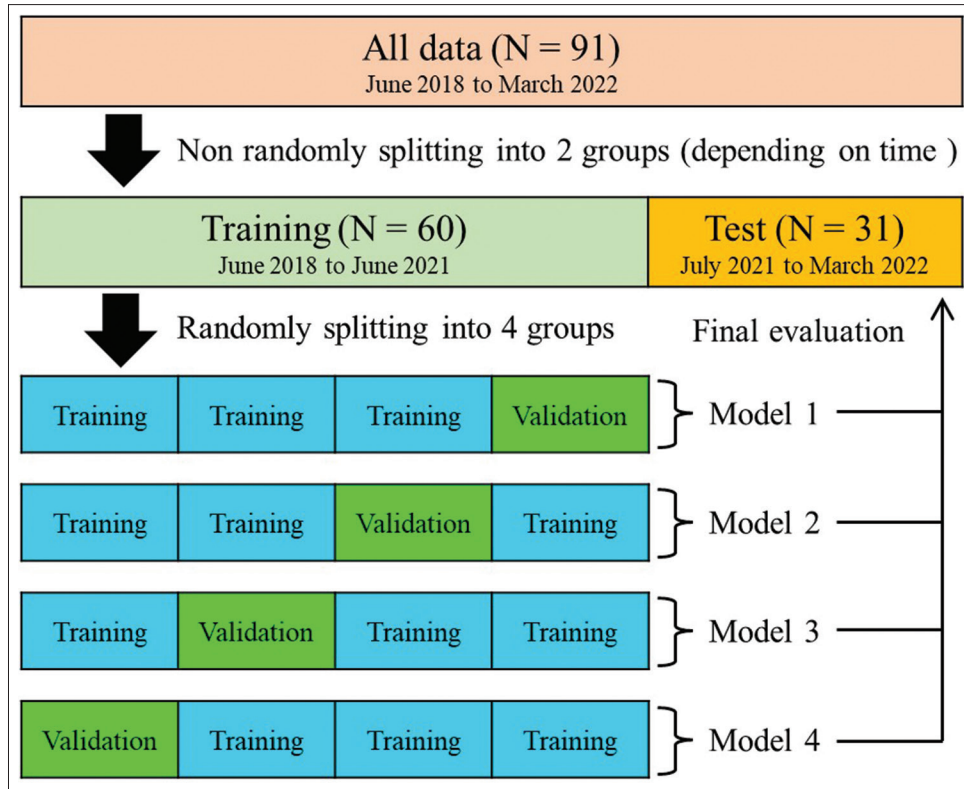 All data (N = 91)
June 2018 to March 2022
Non randomly splitting into 2 groups (depending on time )
Training (N = 60)
June 2018 to June 2021
Test (N = 31)
July 2021 to March 2022
Randomly splitting into 4 groups
Final evaluation
Training Training Training Validation Model 1
Training Training Validation Training Model 2
Training Validation Training Training Model 3
Validation Training Training Training Model 4